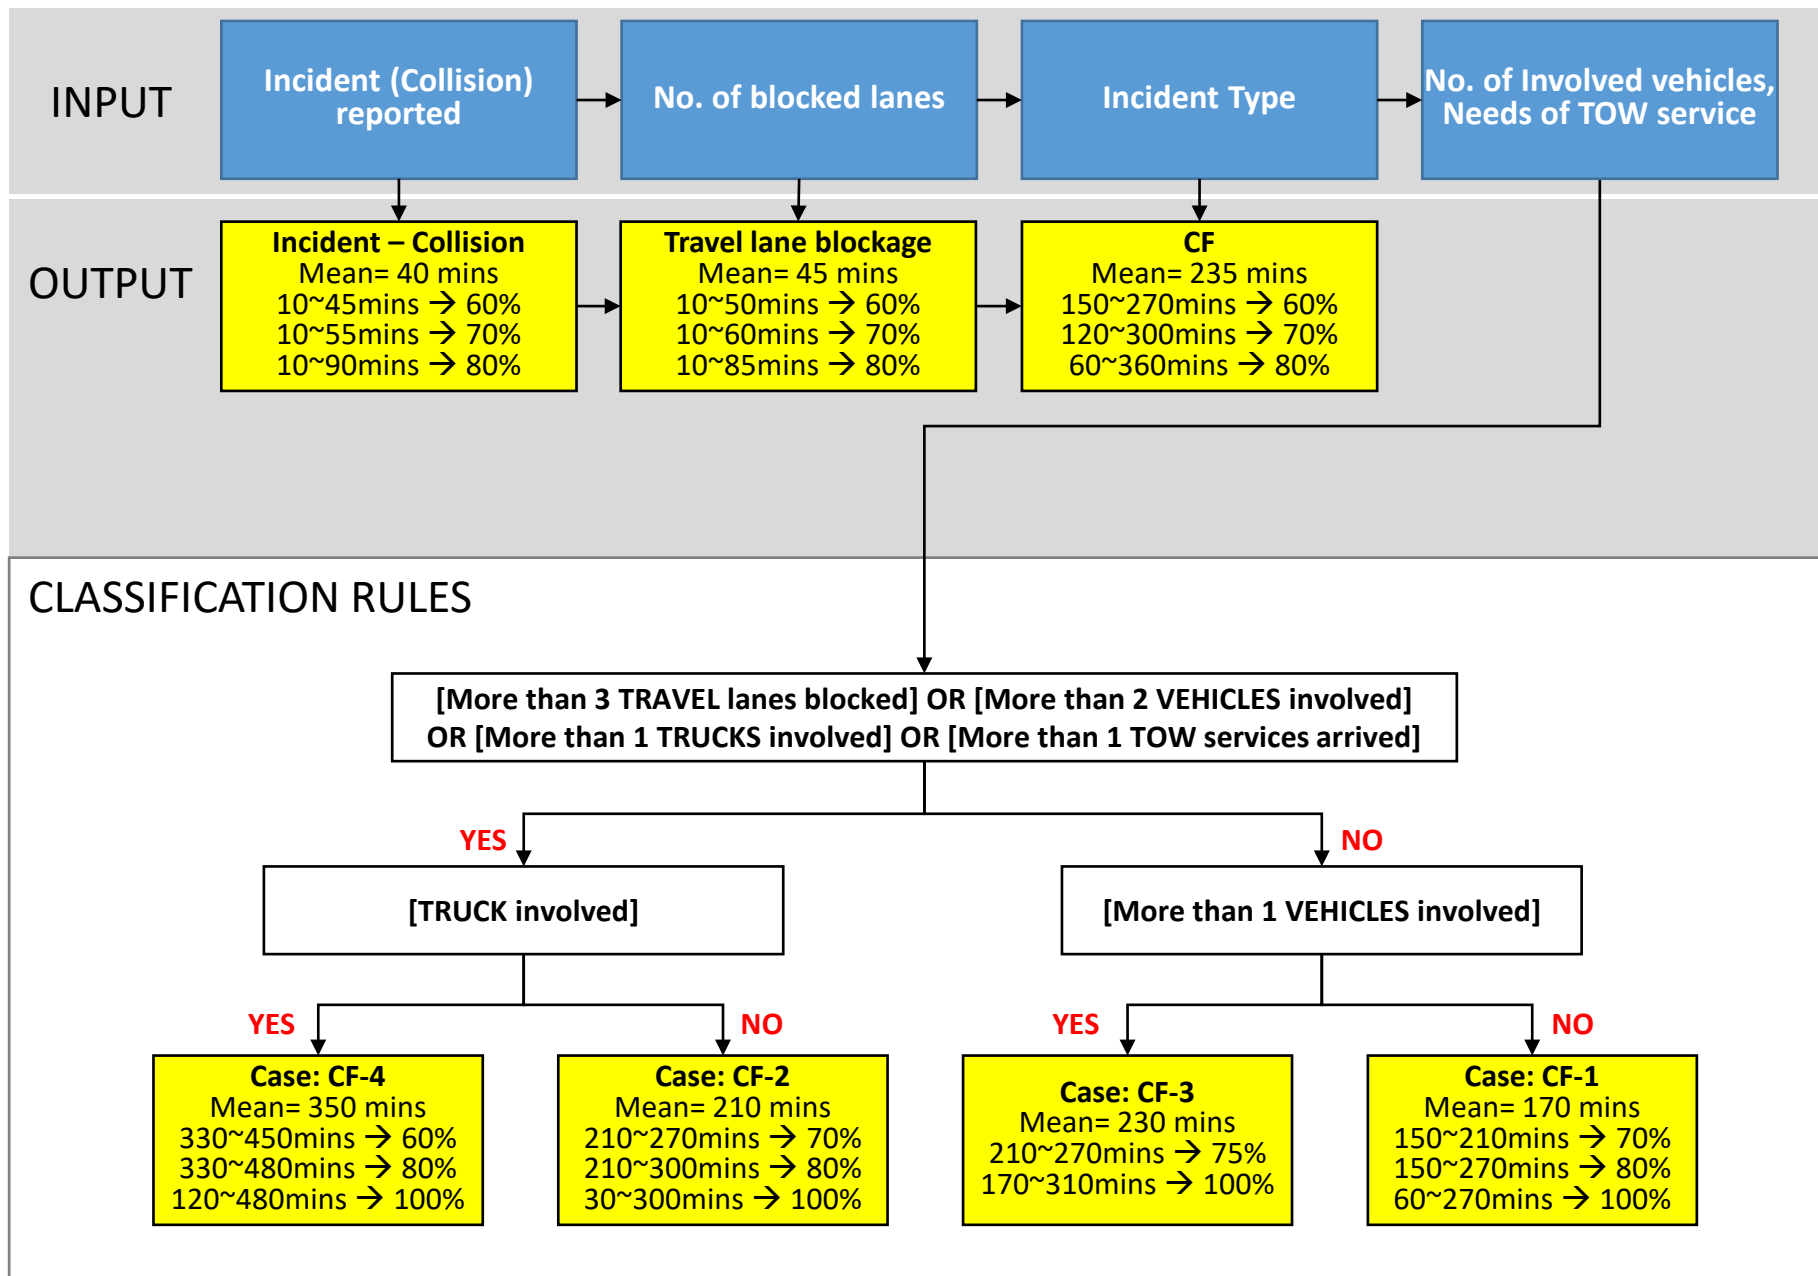 INPUT
Incident (Collision)
reported
No. of blocked lanes
Incident Type
No. of Involved vehicles,
Needs of TOW service
OUTPUT
Incident – Collision
Mean= 40 mins
10~45mins → 60%
10~55mins → 70%
10~90mins → 80%
Travel lane blockage
Mean= 45 mins
10~50mins → 60%
10~60mins → 70%
10~85mins → 80%
CF
Mean= 235 mins
150~270mins → 60%
120~300mins → 70%
60~360mins → 80%
CLASSIFICATION RULES
[More than 3 TRAVEL lanes blocked] OR [More than 2 VEHICLES involved]
OR [More than 1 TRUCKS involved] OR [More than 1 TOW services arrived]
YES
NO
[TRUCK involved]
[More than 1 VEHICLES involved]
YES
NO
YES
NO
Case: CF-4
Mean= 350 mins
330~450mins → 60%
330~480mins → 80%
120~480mins → 100%
Case: CF-2
Mean= 210 mins
210~270mins → 70%
210~300mins → 80%
30~300mins → 100%
Case: CF-3
Mean= 230 mins
210~270mins → 75%
170~310mins → 100%
Case: CF-1
Mean= 170 mins
150~210mins → 70%
150~270mins → 80%
60~270mins → 100%